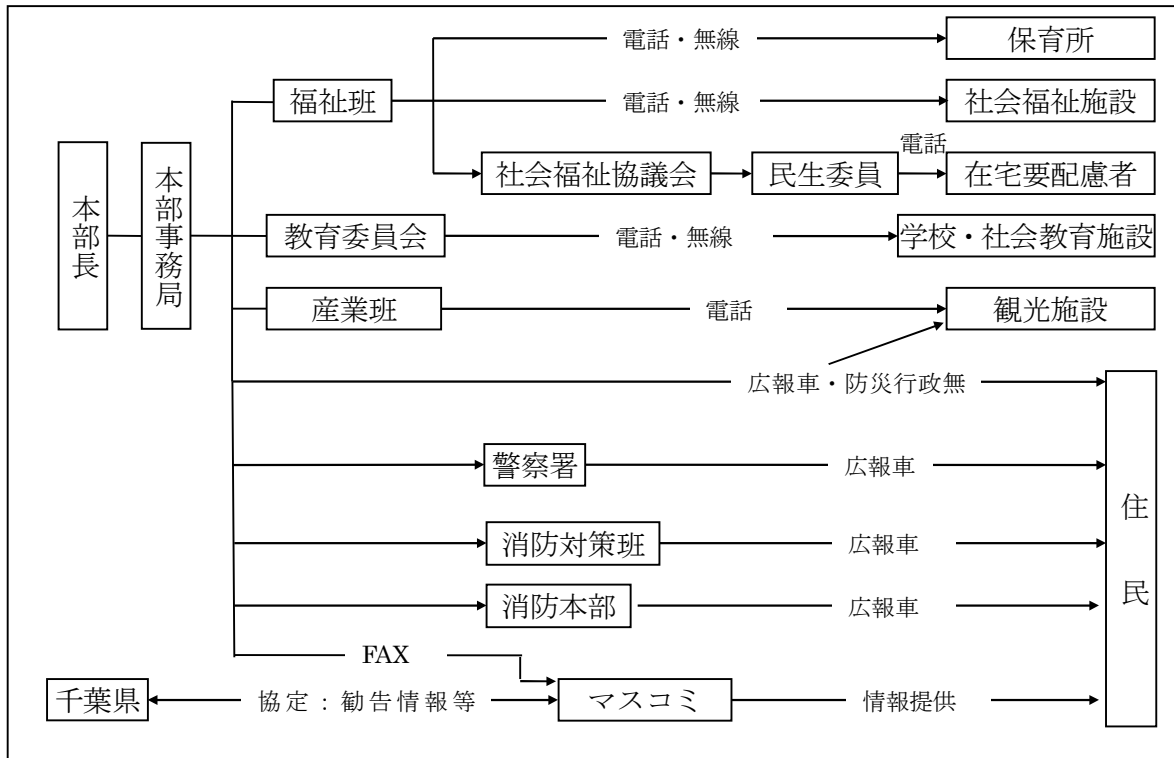 電話・無線
保育所
福祉班
電話・無線
社会福祉施設
電話
本部長
本部事務局
社会福祉協議会
民生委員
在宅要配慮者
教育委員会
電話・無線
学校・社会教育施設
産業班
電話
観光施設
広報車・防災行政無
警察署
広報車
住民
消防対策班
広報車
消防本部
広報車
FAX
千葉県
協定：勧告情報等
マスコミ
情報提供